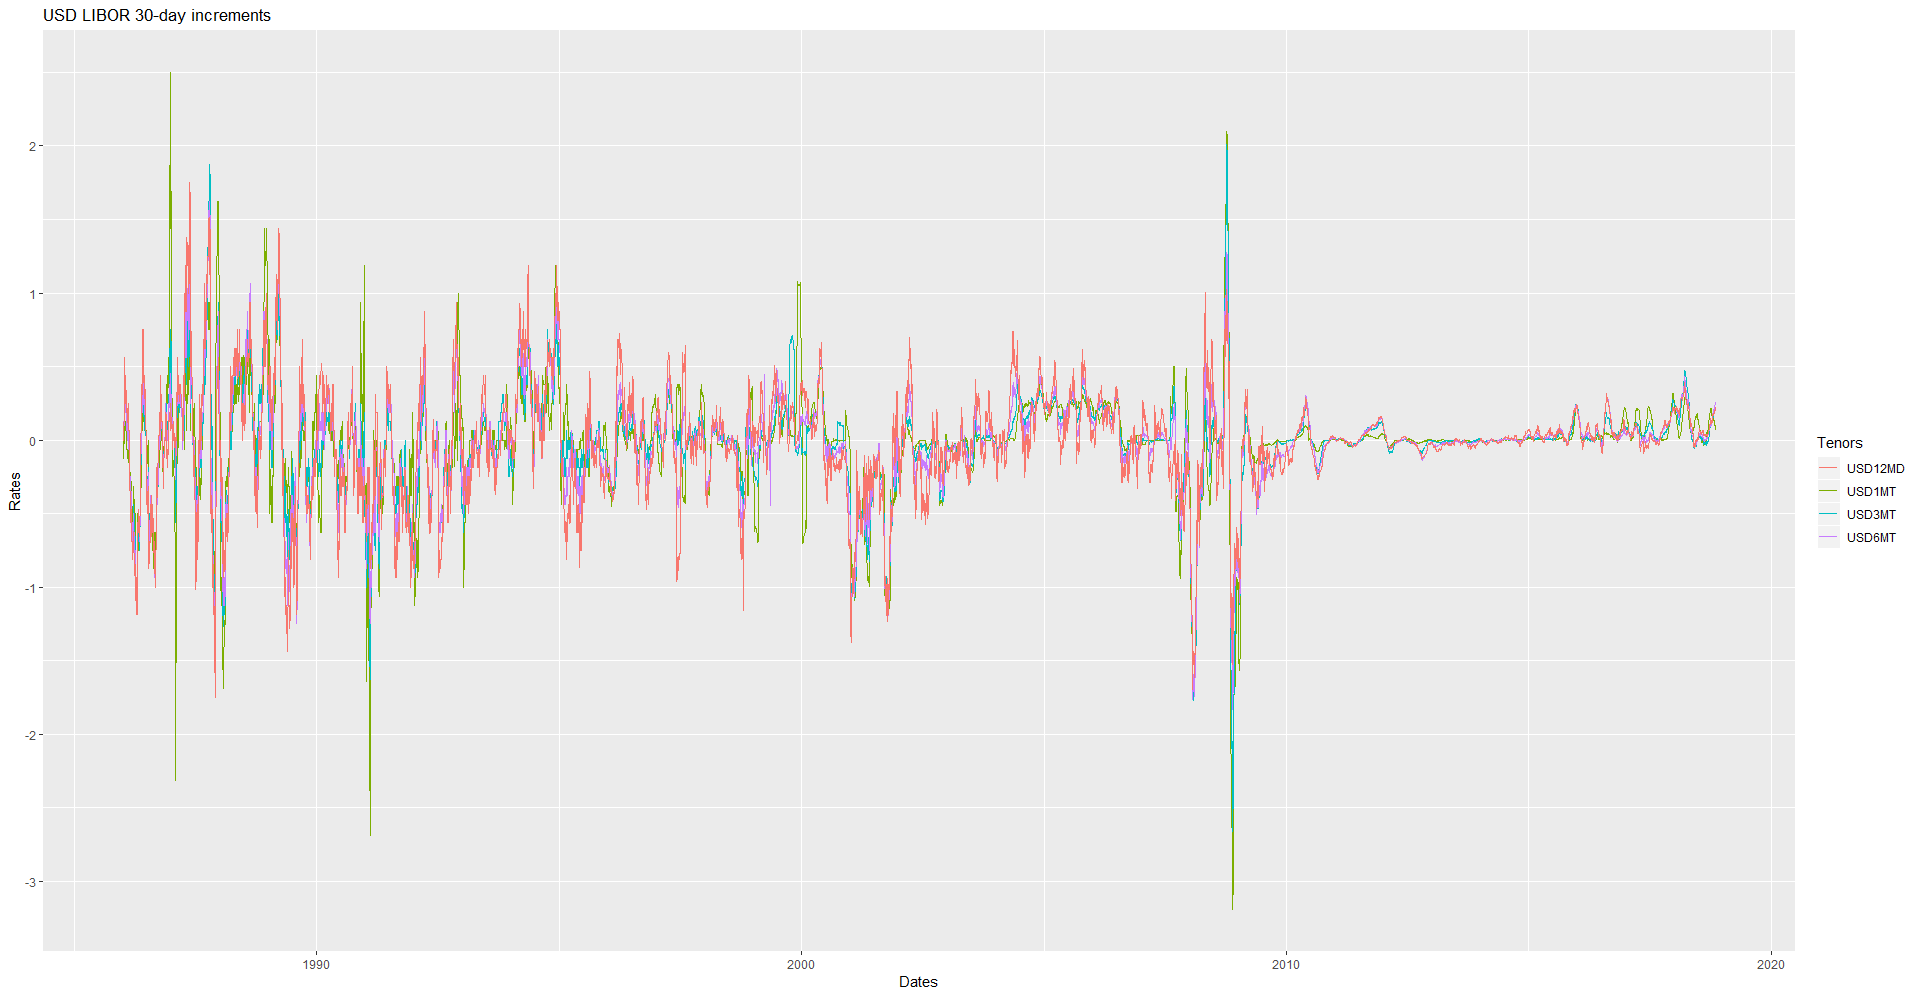 USD LIBOR 30-day increments
Rates
2
1
0
-1
-2
-3
1990
2000
2010
2020
Dates
Tenors
USD12MD
USD1MT
USD3MT
USD6MT